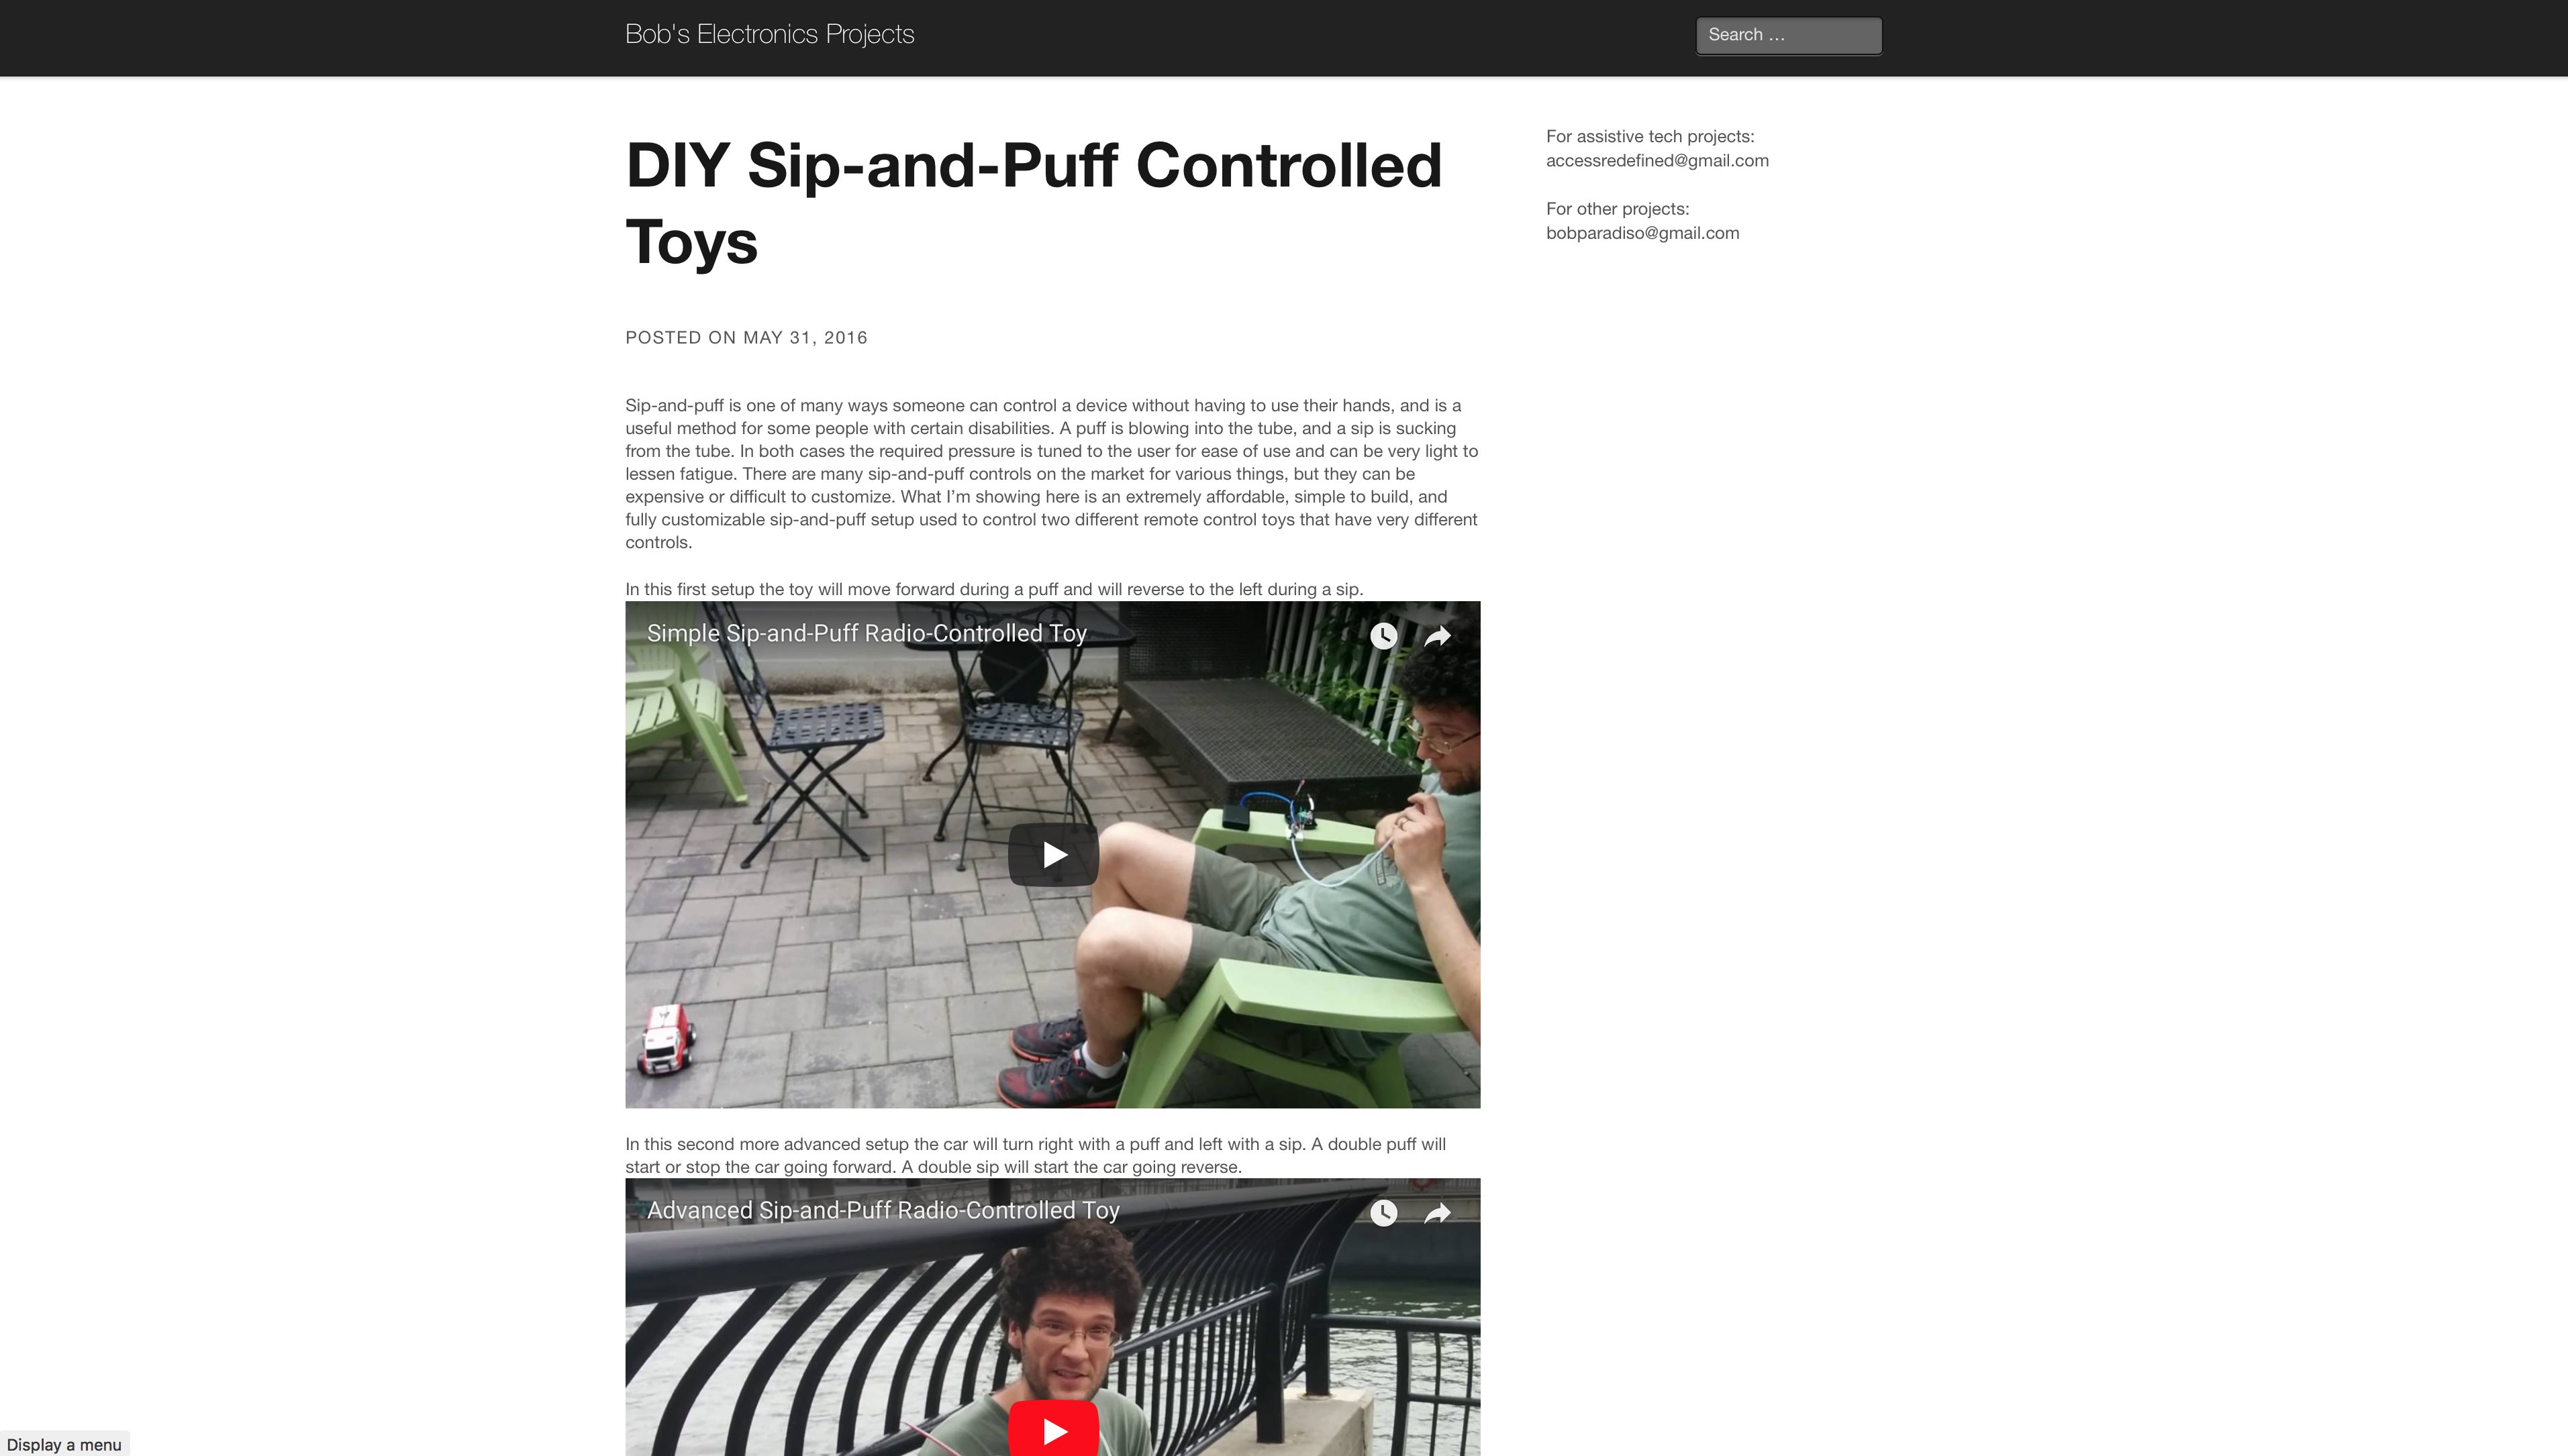 Bob's Electronics Projects
Search …
DIY Sip-and-Puff Controlled
Toys
POSTED ON MAY 31, 2016
Sip-and-puff is one of many ways someone can control a device without having to use their hands, and is a
useful method for some people with certain disabilities. A puff is blowing into the tube, and a sip is sucking
from the tube. In both cases the required pressure is tuned to the user for ease of use and can be very light to
lessen fatigue. There are many sip-and-puff controls on the market for various things, but they can be
expensive or difficult to customize. What I’m showing here is an extremely affordable, simple to build, and
fully customizable sip-and-puff setup used to control two different remote control toys that have very different
controls.
In this first setup the toy will move forward during a puff and will reverse to the left during a sip.
Simple Sip-and-Puff Radio-Controlled Toy
In this second more advanced setup the car will turn right with a puff and left with a sip. A double puff will
start or stop the car going forward. A double sip will start the car going reverse.
Advanced Sip-and-Puff Radio-Controlled Toy
For assistive tech projects:
accessredefined@gmail.com
For other projects:
bobparadiso@gmail.com
Display a menu